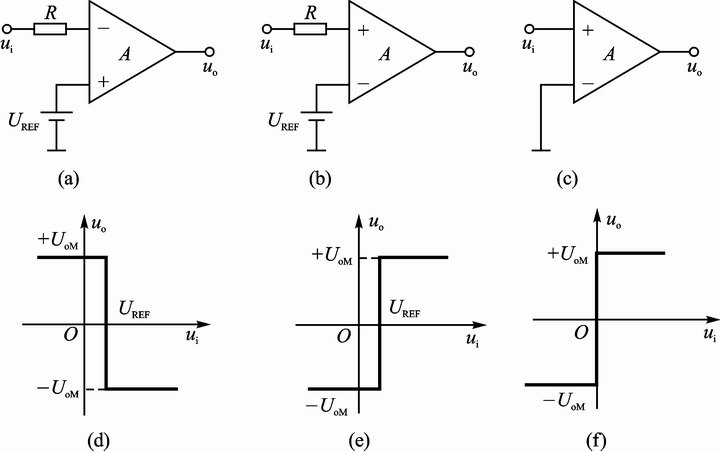 R
−
A
+
u_i
u_o
U_REF
(a)
R
+
A
−
u_i
u_o
U_REF
(b)
+
A
−
u_i
u_o
(c)
u_o
+U_oM
U_REF
O
u_i
−U_oM
(d)
u_o
+U_oM
U_REF
O
u_i
−U_oM
(e)
u_o
+U_oM
O
u_i
−U_oM
(f)